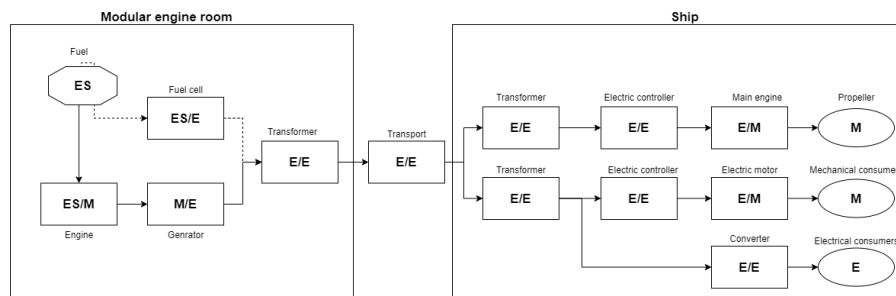 Modular engine room
Ship
Fuel
ES
Fuel cell
ES/E
Transformer
E/E
Transport
E/E
ES/M
Engine
M/E
Genrator
Transformer
E/E
Electric controller
E/E
Main engine
E/M
Propeller
M
Transformer
E/E
Electric controller
E/E
Electric motor
E/M
Mechanical consumers
M
Converter
E/E
Electrical consumers
E